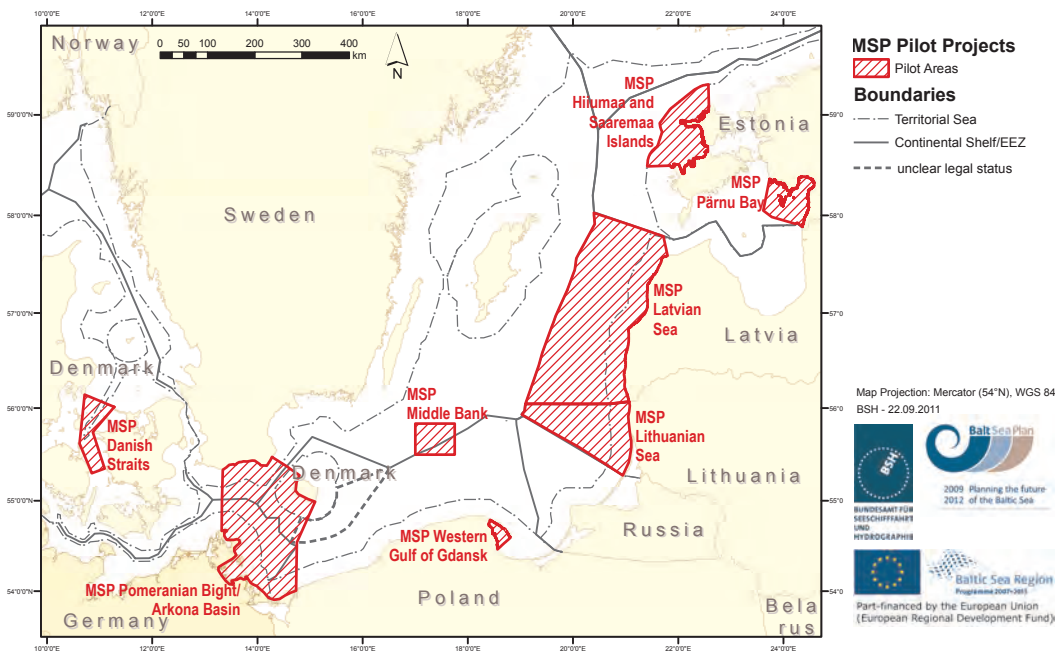 10°0'0"E 12°0'0"E 14°0'0"E 16°0'0"E 18°0'0"E 20°0'0"E 22°0'0"E 24°0'0"E
Norway
0 50 100 200 300 400
km
N
MSP
Hiiumaa and
Saaremaa
Islands
Estonia
MSP
Pärnu Bay
Sweden
MSP
Latvian
Sea
Latvia
Denmark
MSP
Danish
Straits
MSP
Middle Bank
MSP
Lithuanian
Sea
Lithuania
Denmark
Russia
MSP Western
Gulf of Gdansk
MSP Pomeranian Bight/
Arkona Basin
Poland
Germany
Bela
rus
59°0'0"N
58°0'0"N
57°0'0"N
56°0'0"N
55°0'0"N
54°0'0"N
59°0'0"
58°0'0"
57°0'0"
56°0'0"
55°0'0"
54°0'0"
10°0'0"E 12°0'0"E 14°0'0"E 16°0'0"E 18°0'0"E 20°0'0"E 22°0'0"E 24°0'0"E
MSP Pilot Projects
Pilot Areas
Boundaries
Territorial Sea
Continental Shelf/EEZ
unclear legal status
Map Projection: Mercator (54°N), WGS 84
BSH - 22.09.2011
BSH
BUNDESAMT FÜR
SEESCHIFFFAHRT
UND
HYDROGRAPHIE
BaltSeaPlan
2009 Planning the future
2012 of the Baltic Sea
Baltic Sea Region
Programme 2007-2013
Part-financed by the European Union
(European Regional Development Fund)